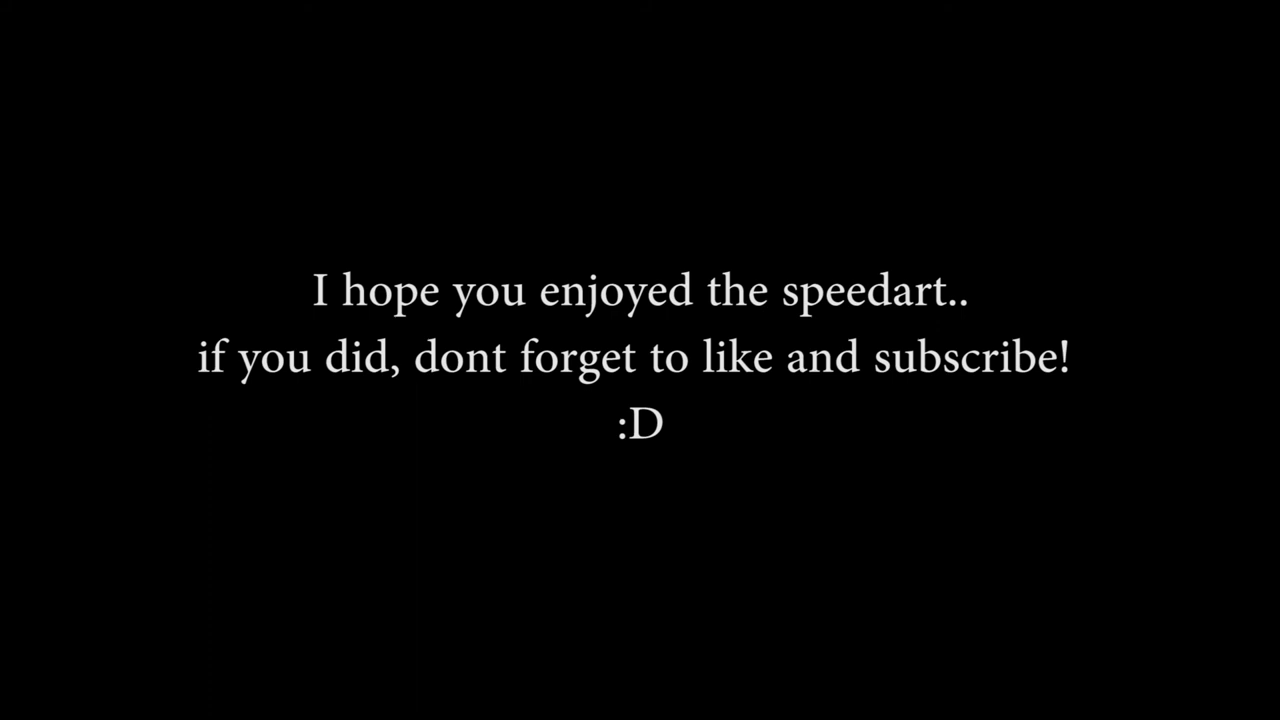 I hope you enjoyed the speedart..
if you did, dont forget to like and subscribe!
:D